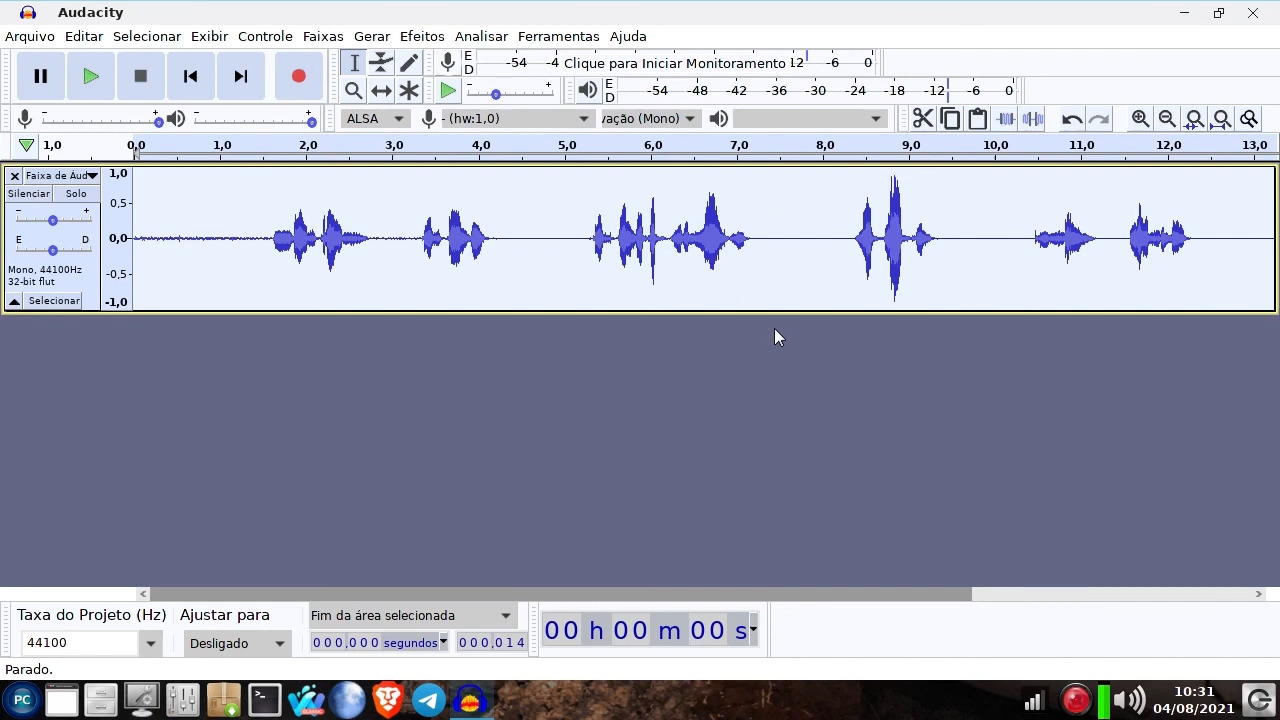 Audacity
Arquivo Editar Selecionar Exibir Controle Faixas Gerar Efeitos Analisar Ferramentas Ajuda
E D -54 -4 Clique para Iniciar Monitoramento 12 -6 0
E D -54 -48 -42 -36 -30 -24 -18 -12 -6 0
- + - + ALSA - (hw:1,0) ração (Mono)
1,0 0,0 1,0 2,0 3,0 4,0 5,0 6,0 7,0 8,0 9,0 10,0 11,0 12,0 13,0
Faixa de Áud 1,0
Silenciar Solo
- + 0,5
E D 0,0
Mono, 44100Hz -0,5
32-bit flut
Selecionar -1,0
Taxa do Projeto (Hz) Ajustar para Fim da área selecionada
44100 Desligado 000,000 segundos 000,014 00 h 00 m 00 s
Parado.
PC CLASSIC 10:31
04/08/2021